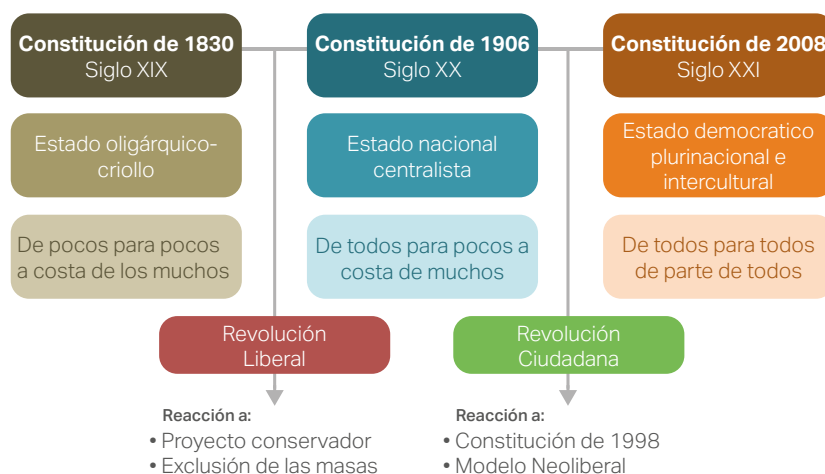 Constitución de 1830
Siglo XIX
Constitución de 1906
Siglo XX
Constitución de 2008
Siglo XXI
Estado oligárquico-
criollo
Estado nacional
centralista
Estado democratico
plurinacional e
intercultural
De pocos para pocos
a costa de los muchos
De todos para pocos a
costa de muchos
De todos para todos
de parte de todos
Revolución
Liberal
Revolución
Ciudadana
Reacción a:
• Proyecto conservador
• Exclusión de las masas
Reacción a:
• Constitución de 1998
• Modelo Neoliberal